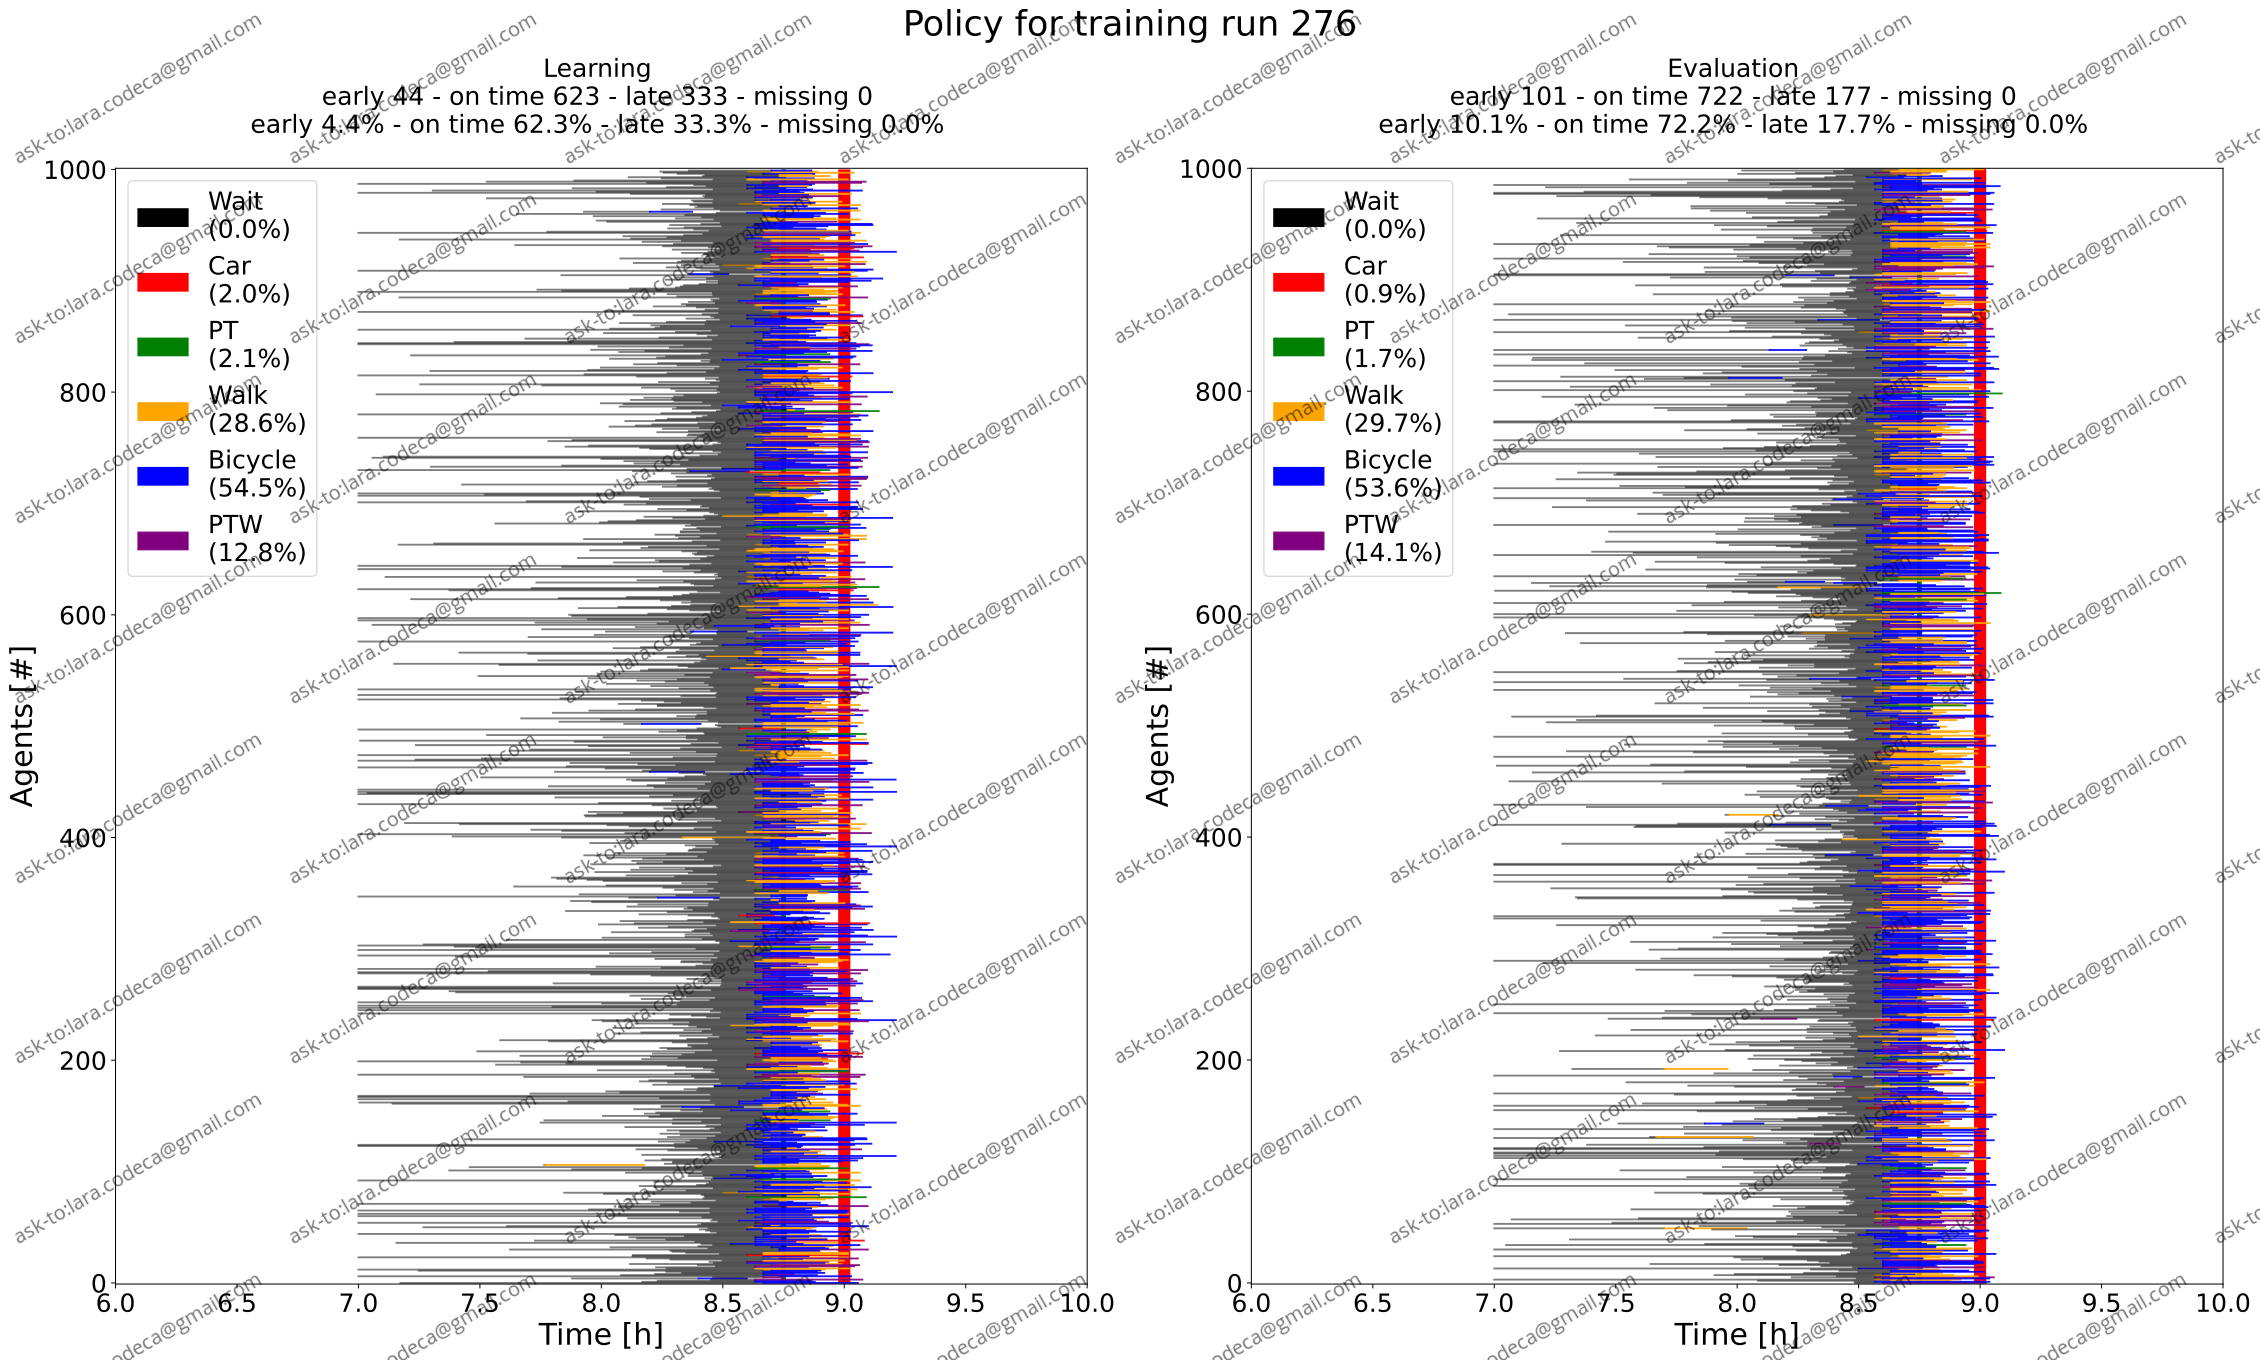 Policy for training run 276
Learning
early 44 - on time 623 - late 333 - missing 0
early 4.4% - on time 62.3% - late 33.3% - missing 0.0%
1000
800
600
400
200
0
Agents [#]
Wait
(0.0%)
Car
(2.0%)
PT
(2.1%)
Walk
(28.6%)
Bicycle
(54.5%)
PTW
(12.8%)
6.0 6.5 7.0 7.5 8.0 8.5 9.0 9.5 10.0
Time [h]
Evaluation
early 101 - on time 722 - late 177 - missing 0
early 10.1% - on time 72.2% - late 17.7% - missing 0.0%
1000
800
600
400
200
0
Agents [#]
Wait
(0.0%)
Car
(0.9%)
PT
(1.7%)
Walk
(29.7%)
Bicycle
(53.6%)
PTW
(14.1%)
6.0 6.5 7.0 7.5 8.0 8.5 9.0 9.5 10.0
Time [h]
ask-to:lara.codeca@gmail.com